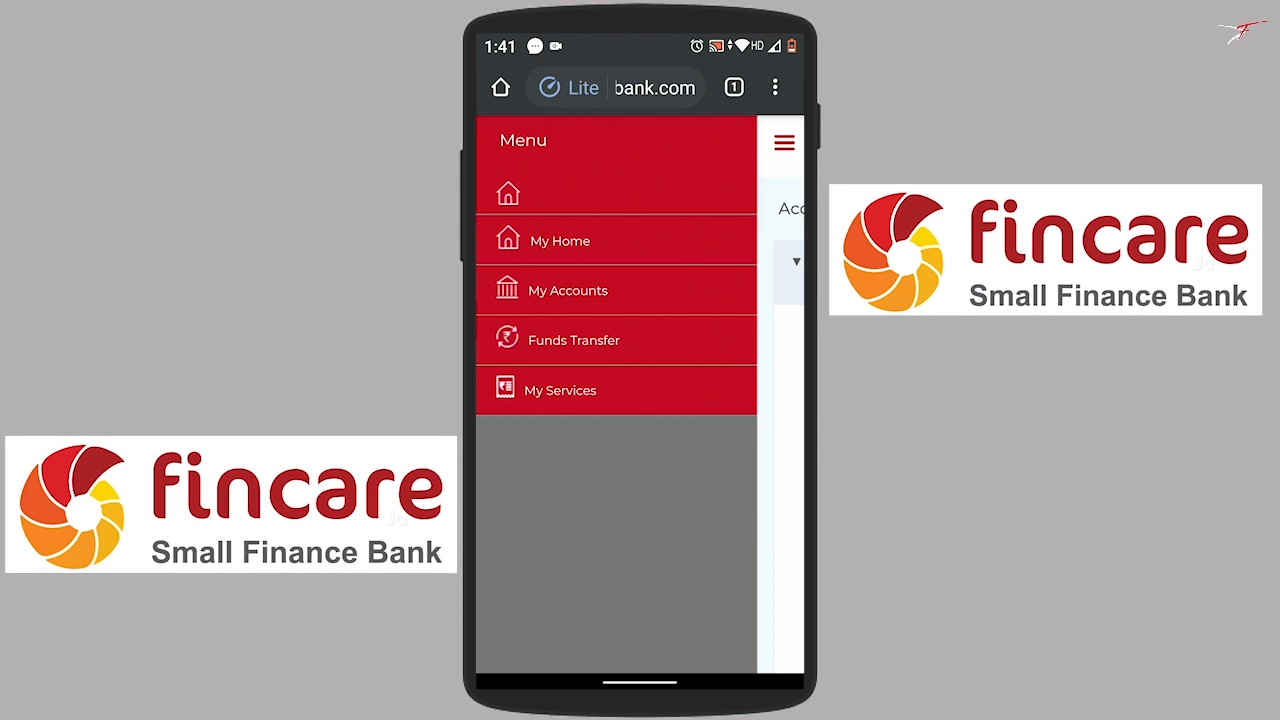 1:41
HD
Lite
bank.com
1
Menu
My Home
My Accounts
Funds Transfer
My Services
Acc
fincare
Small Finance Bank
fincare
Small Finance Bank